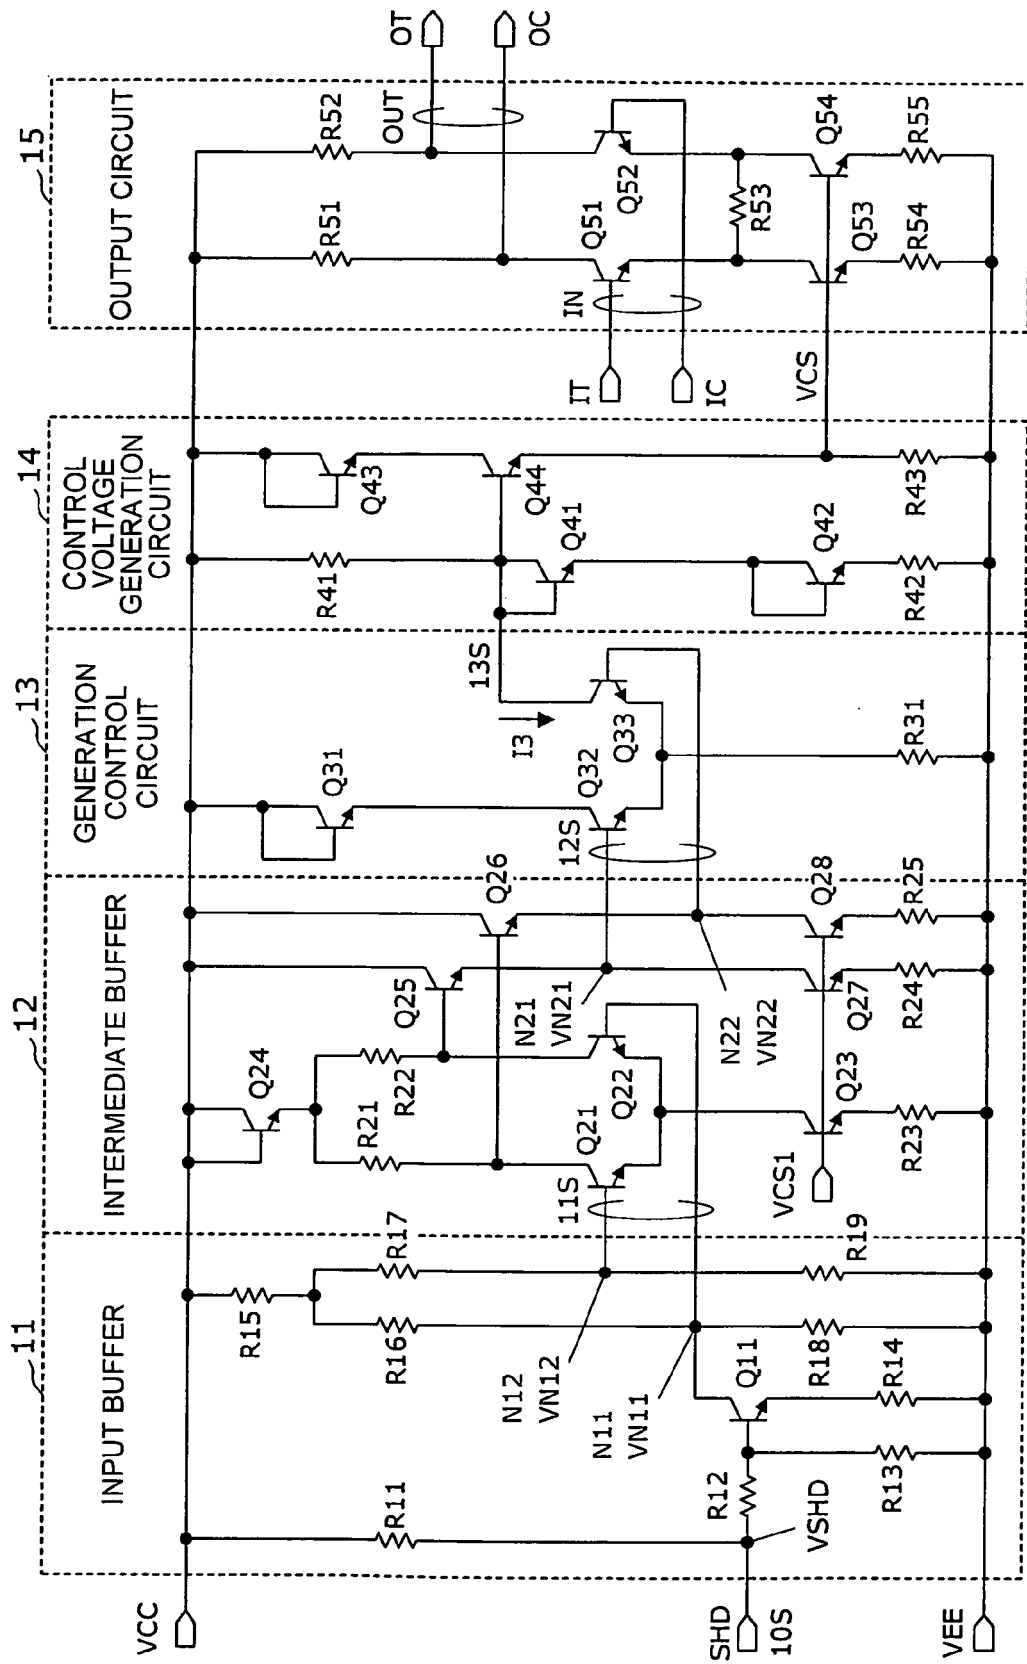 11
INPUT BUFFER
12
INTERMEDIATE BUFFER
13
GENERATION
CONTROL
CIRCUIT
14
CONTROL
VOLTAGE
GENERATION
CIRCUIT
15
OUTPUT CIRCUIT
VCC
SHD
10S
VEE
R11
R12
VSHD
R13
Q11
R14
R15
R16
R17
N12
VN12
N11
VN11
R18
R19
11S
Q21
Q22
R21
R22
Q24
Q25
Q26
N21
VN21
N22
VN22
VCS1
Q23
R23
Q27
R24
Q28
R25
12S
Q31
Q32
Q33
I3
13S
R31
R41
Q41
Q42
R42
Q43
Q44
R43
VCS
IT
IC
IN
R51
R52
OUT
OT
OC
Q51
Q52
R53
Q53
R54
Q54
R55